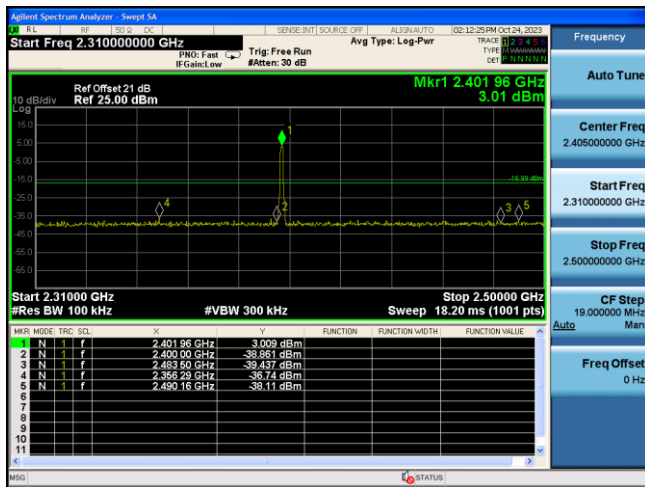 Agilent Spectrum Analyzer - Swept SA
RL RF 50 Ω DC SENSE:INT SOURCE OFF ALIGNAUTO 02:12:25PM Oct 24, 2023
Start Freq 2.310000000 GHz
PNO: Fast
IFGain:Low
Trig: Free Run
#Atten: 30 dB
Avg Type: Log-Pwr
TRACE 1 2 3 4 5 6
TYPE
DET P N N N N N
Ref Offset 21 dB
10 dB/div Ref 25.00 dBm
Log
Mkr1 2.401 96 GHz
3.01 dBm
15.0
5.00
-5.00
-15.0
-25.0
-35.0
-45.0
-55.0
-65.0
1
-16.99 dBm
4
2
3
5
Start 2.31000 GHz Stop 2.50000 GHz
#Res BW 100 kHz #VBW 300 kHz Sweep 18.20 ms (1001 pts)
MKR MODE TRC SCL X Y FUNCTION FUNCTION WIDTH FUNCTION VALUE
1 N 1 f 2.401 96 GHz 3.009 dBm
2 N 1 f 2.400 00 GHz -38.861 dBm
3 N 1 f 2.483 50 GHz -39.437 dBm
4 N 1 f 2.356 29 GHz -36.74 dBm
5 N 1 f 2.490 16 GHz -38.11 dBm
6
7
8
9
10
11
MSG STATUS
Frequency
Auto Tune
Center Freq
2.405000000 GHz
Start Freq
2.310000000 GHz
Stop Freq
2.500000000 GHz
CF Step
19.000000 MHz
Auto Man
Freq Offset
0 Hz